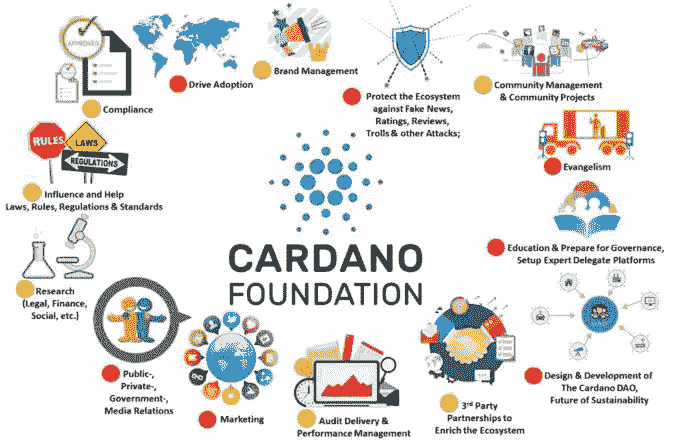 APPROVED
Compliance
Drive Adoption
Brand Management
Protect the Ecosystem
against Fake News,
Ratings, Reviews,
Trolls & other Attacks;
Community Management
& Community Projects
RULES
LAWS
REGULATIONS
Influence and Help
Laws, Rules, Regulations & Standards
Evangelism
Education & Prepare for Governance,
Setup Expert Delegate Platforms
CARDANO
FOUNDATION
Research
(Legal, Finance,
Social, etc.)
Public-,
Private-,
Government-,
Media Relations
Marketing
Audit Delivery &
Performance Management
3rd Party
Partnerships to
Enrich the Ecosystem
Design & Development of
The Cardano DAO,
Future of Sustainability